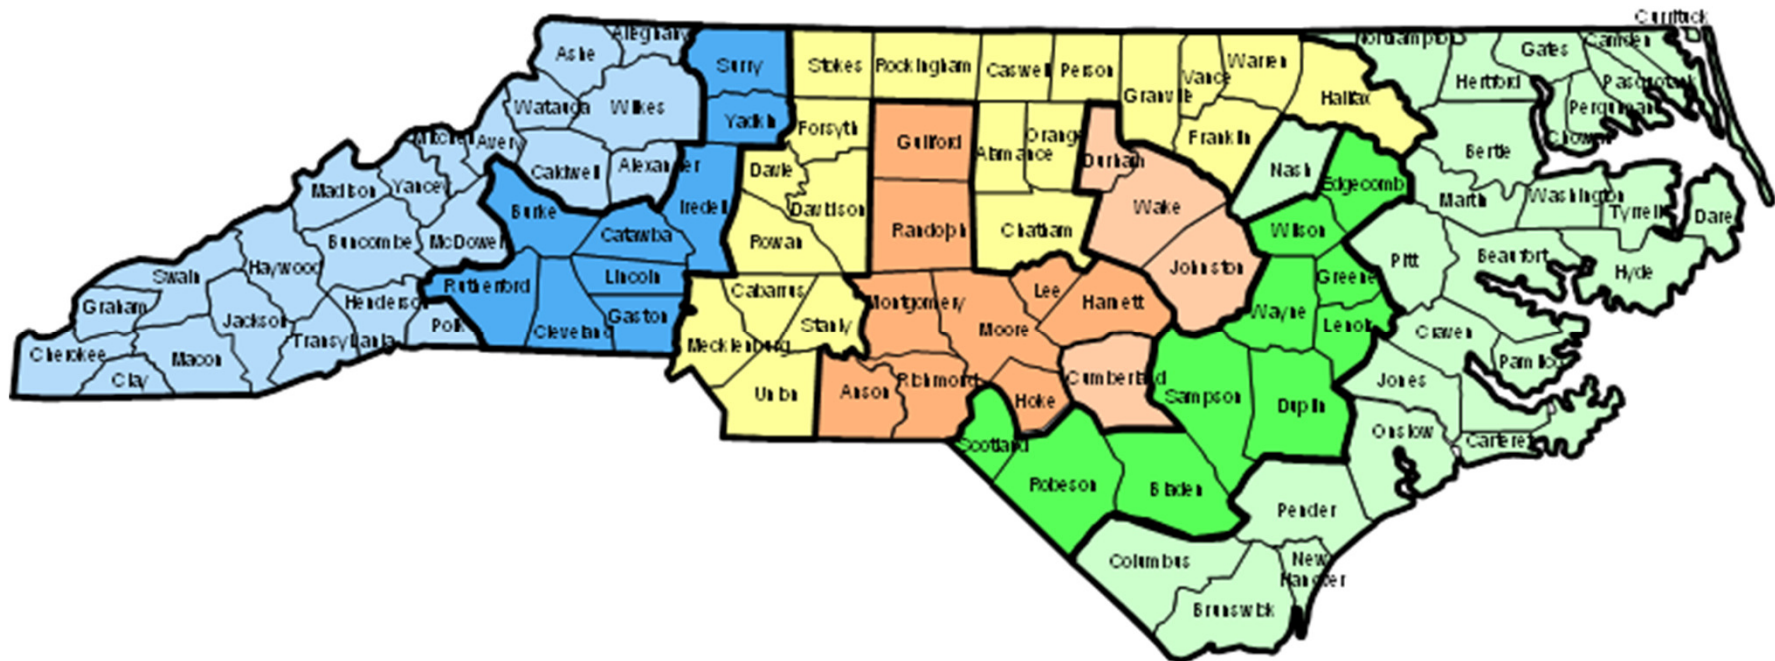 Currituck
Alleghany
Ashe
Surry
Stokes
Rockingham
Caswell
Person
Vance
Warren
Northampton
Gates
Camden
Watauga
Wilkes
Yadkin
Granville
Halifax
Hertford
Pasquotank
Perquimans
Mitchell
Avery
Forsyth
Guilford
Alamance
Orange
Franklin
Chowan
Caldwell
Alexander
Davie
Durham
Nash
Bertie
Madison
Yancey
Edgecomb
Burke
Iredell
Davidson
Wake
Martin
Washington
Tyrrell
Dare
Buncombe
McDowell
Catawba
Rowan
Randolph
Chatham
Wilson
Swain
Haywood
Rutherford
Lincoln
Johnston
Greene
Pitt
Beaufort
Hyde
Graham
Jackson
Henderson
Polk
Cleveland
Gaston
Cabarrus
Stanly
Montgomery
Moore
Lee
Harnett
Wayne
Lenoir
Craven
Cherokee
Clay
Macon
Transylvania
Mecklenburg
Union
Anson
Richmond
Hoke
Cumberland
Sampson
Duplin
Jones
Pamlico
Scotland
Robeson
Bladen
Onslow
Carteret
Pender
Columbus
Brunswick
New
Hanover